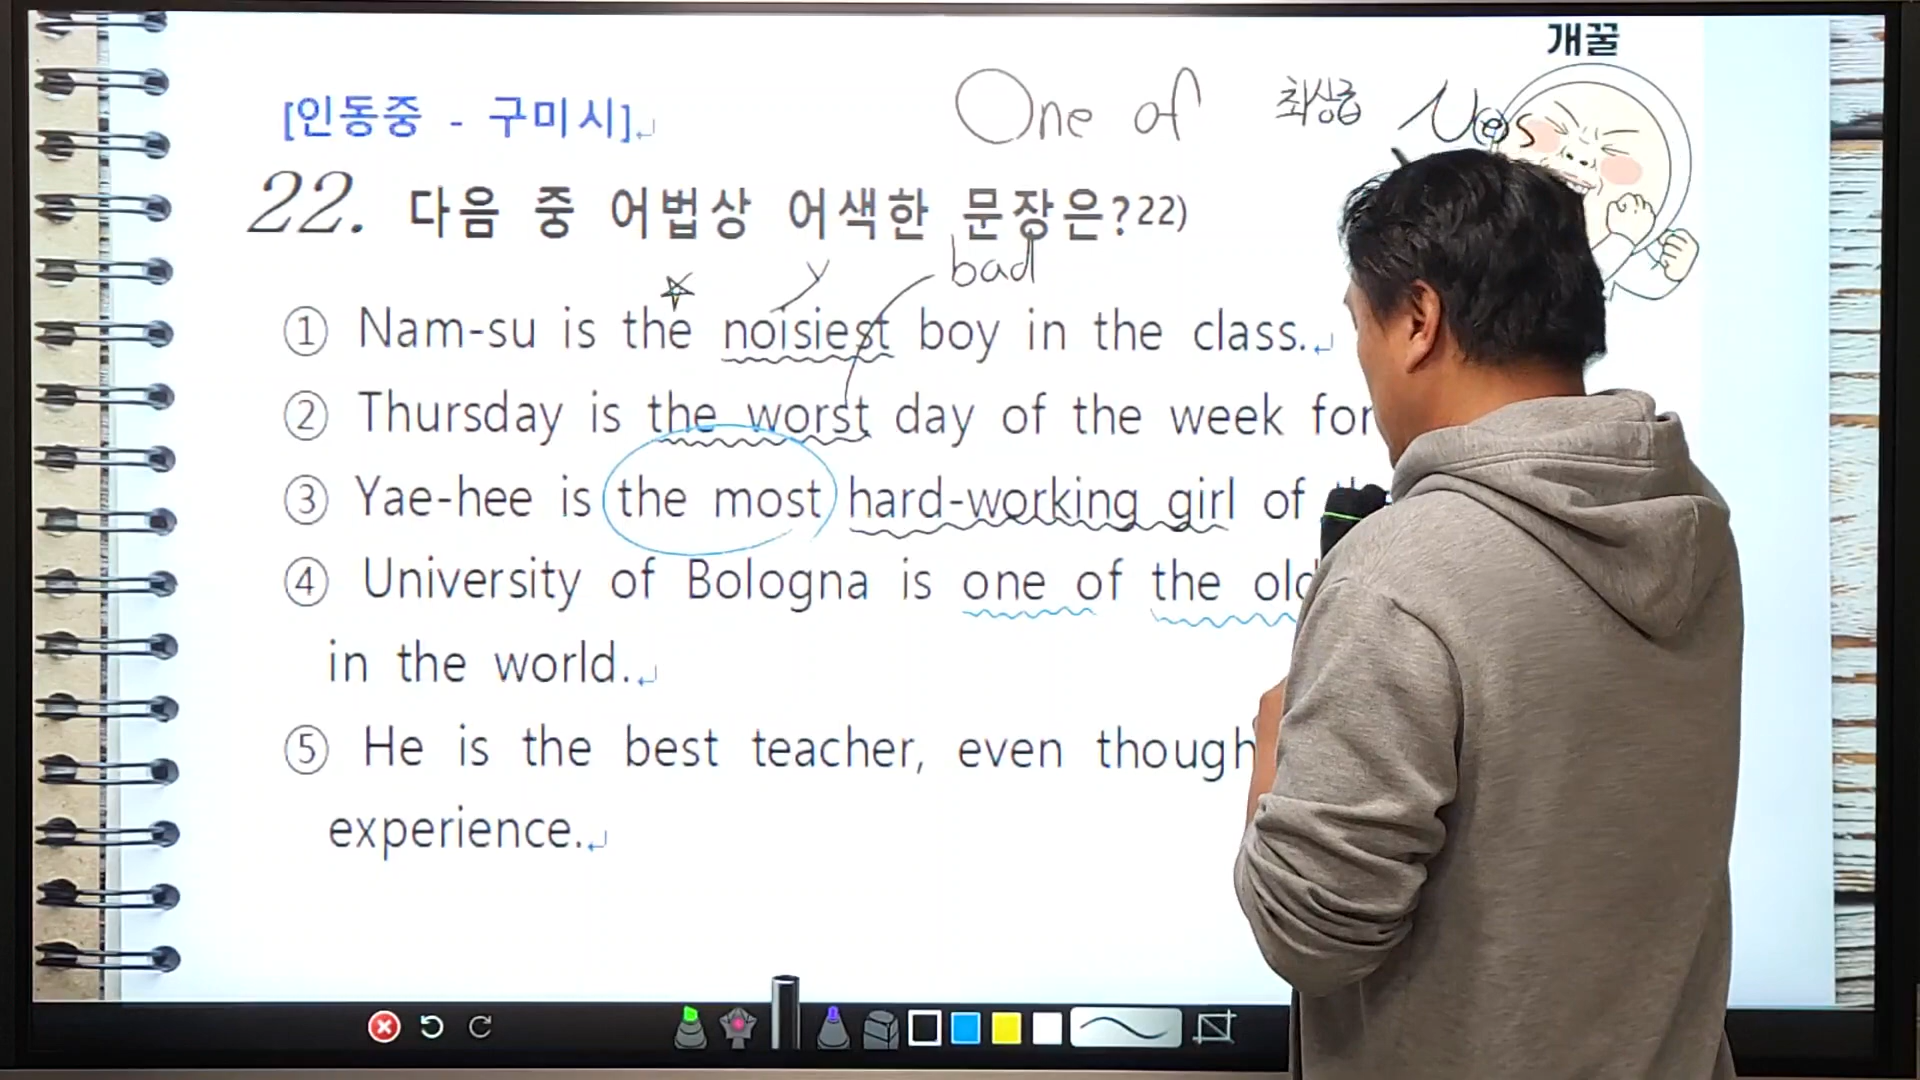 개꿀
One of 최상급 N(e)s
[인동중 - 구미시]
22. 다음 중 어법상 어색한 문장은?22)
y bad
① Nam-su is the noisiest boy in the class.
② Thursday is the worst day of the week for
③ Yae-hee is the most hard-working girl of
④ University of Bologna is one of the old
in the world.
⑤ He is the best teacher, even though
experience.